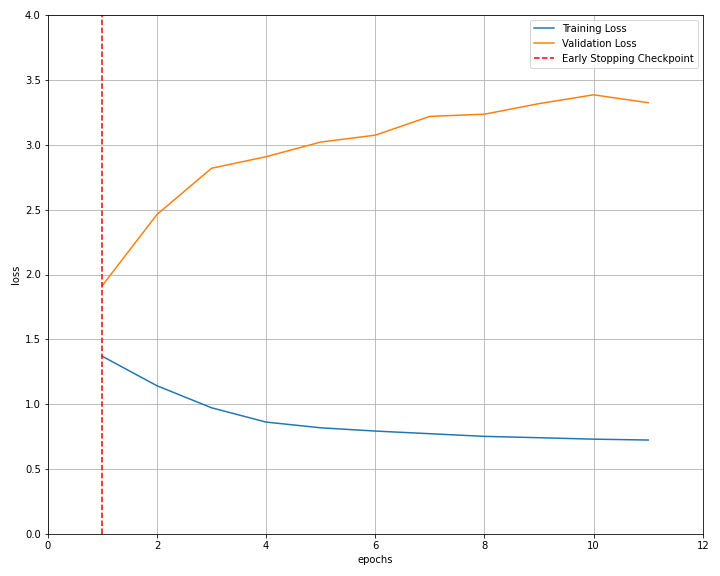 4.0
3.5
3.0
2.5
2.0
1.5
1.0
0.5
0.0
loss
Training Loss
Validation Loss
Early Stopping Checkpoint
0 2 4 6 8 10 12
epochs